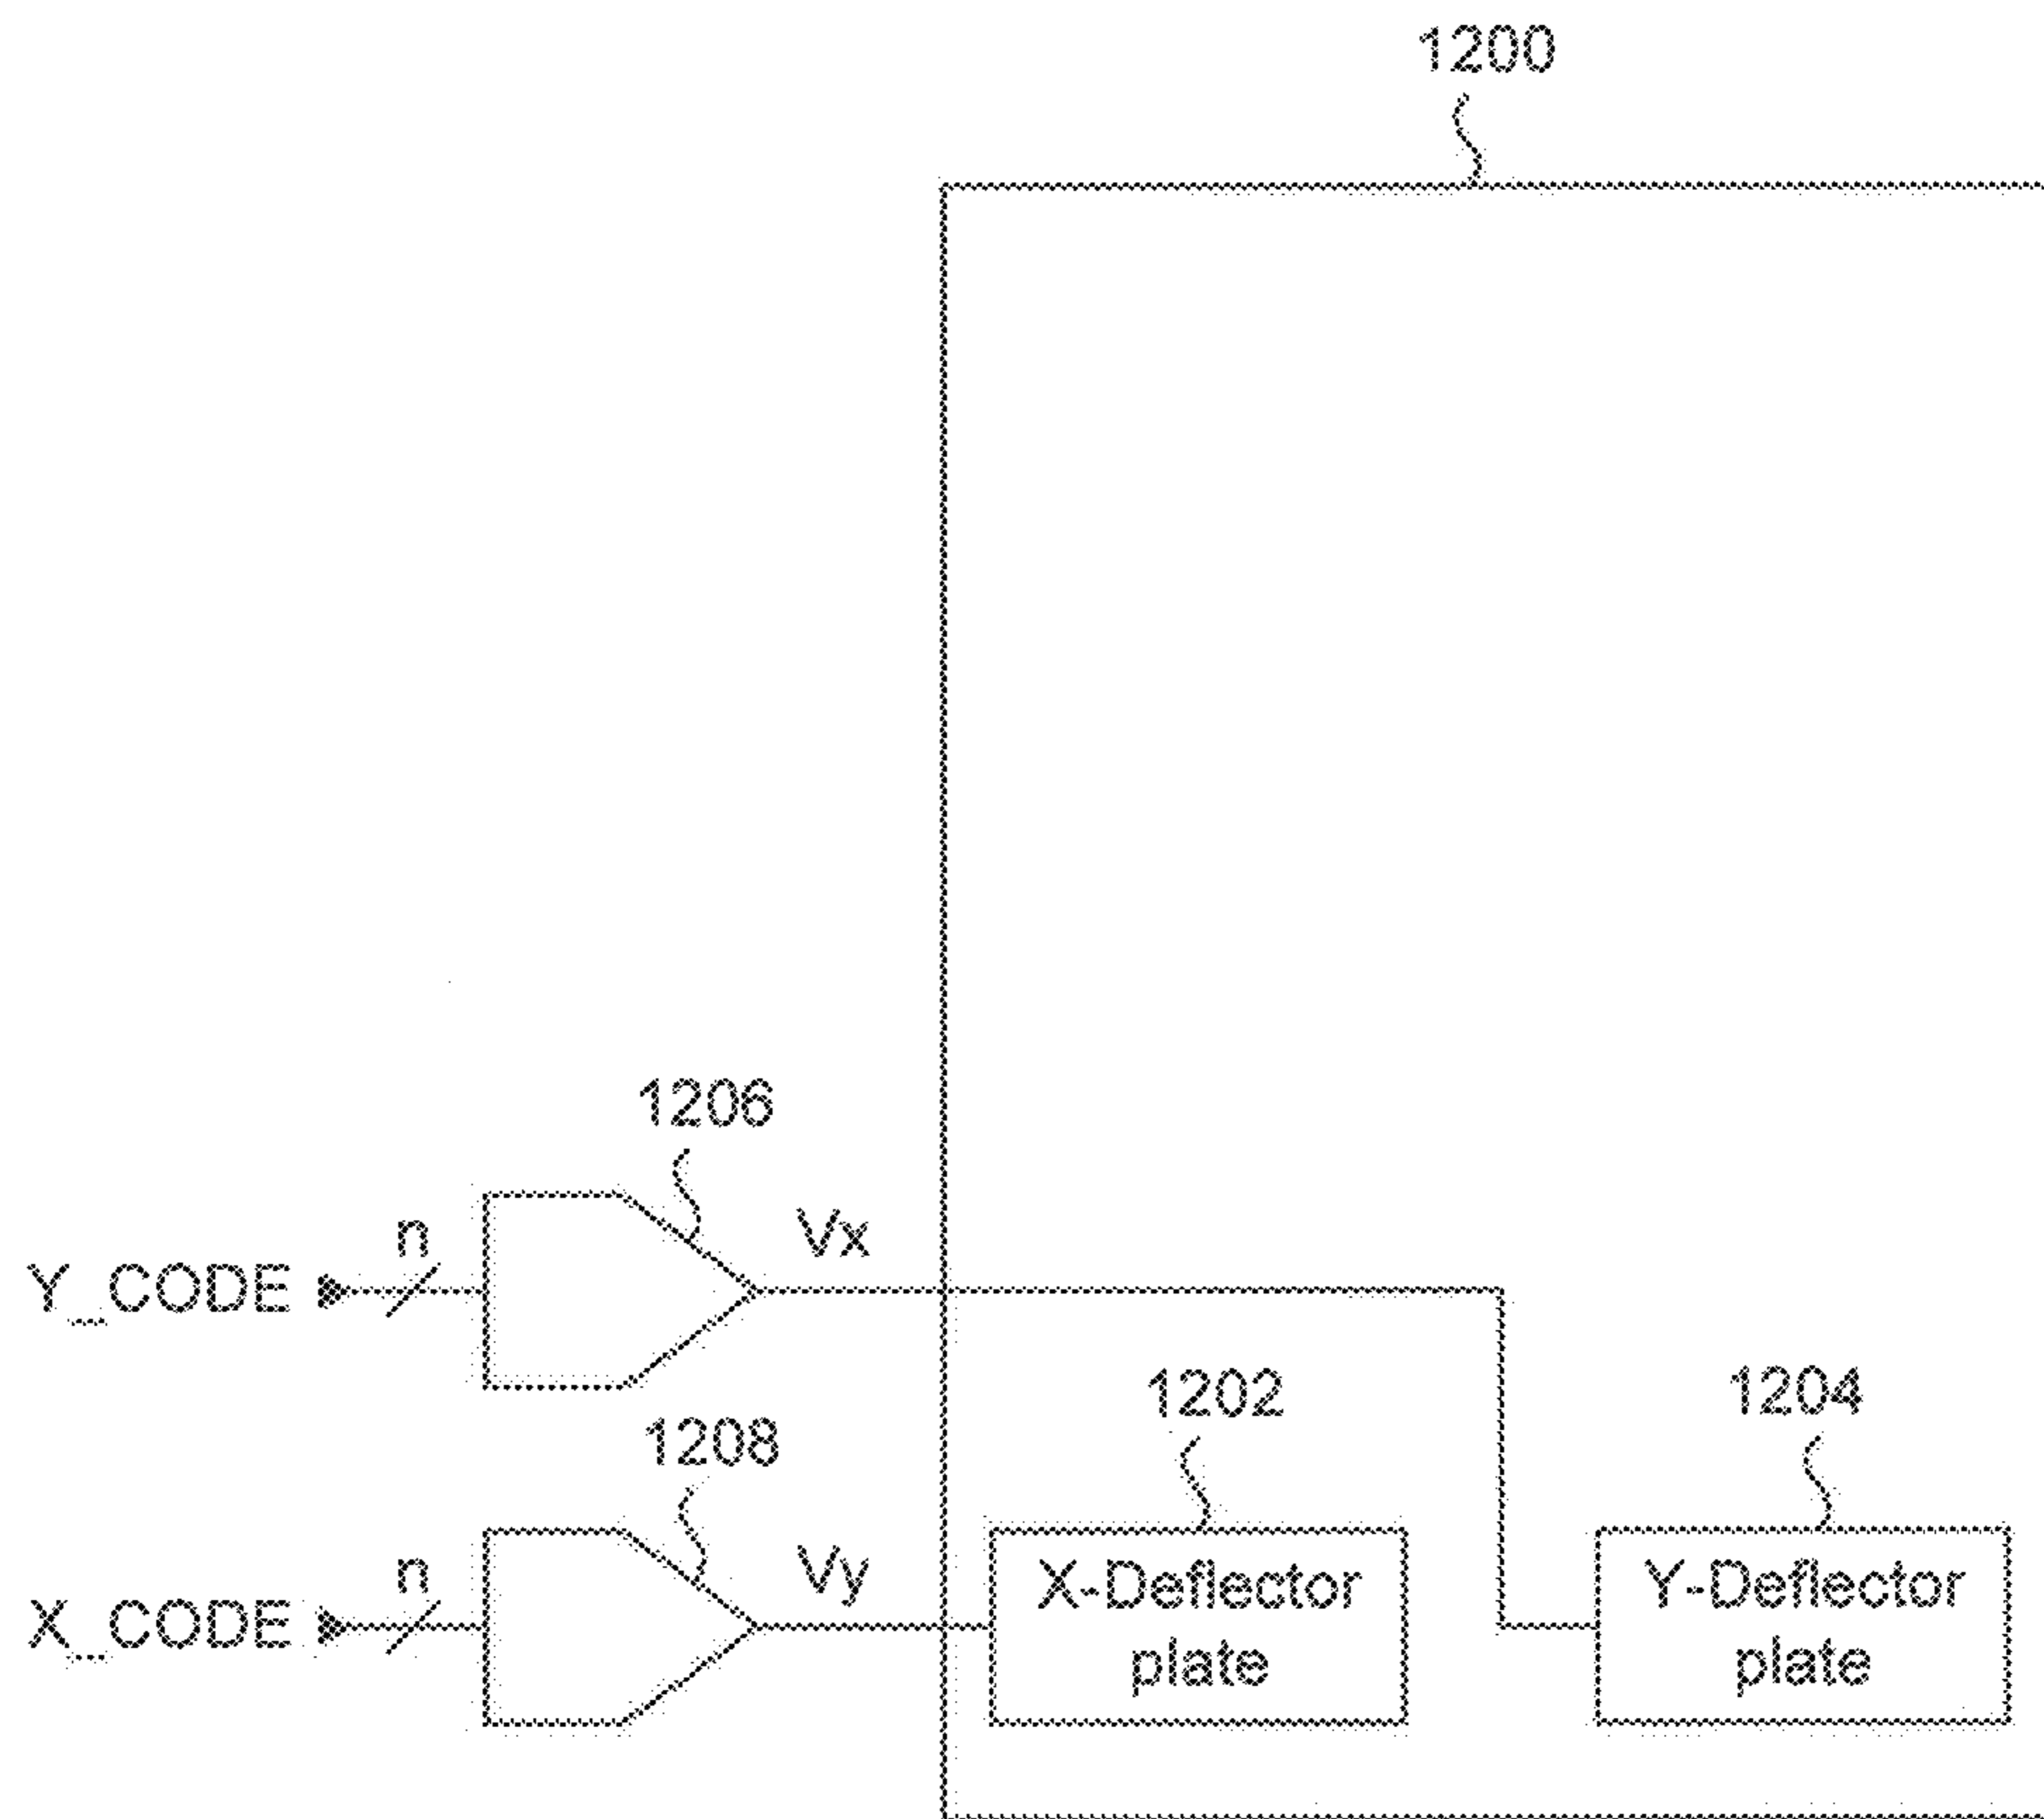 1200
1206
n
Vx
Y_CODE
1202
1204
1208
n
Vy
X-Deflector
plate
Y-Deflector
plate
X_CODE